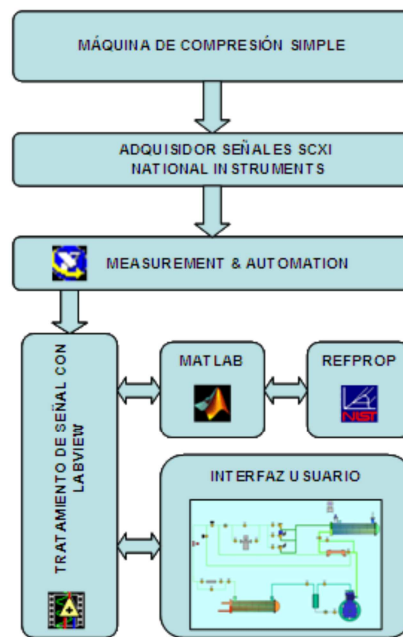 MÁQUINA DE COMPRESIÓN SIMPLE
ADQUISIDOR SEÑALES SCXI
NATIONAL INSTRUMENTS
MEASUREMENT & AUTOMATION
TRATAMIENTO DE SEÑAL CON
LABVIEW
MATLAB
REFPROP
NIST
INTERFAZ USUARIO